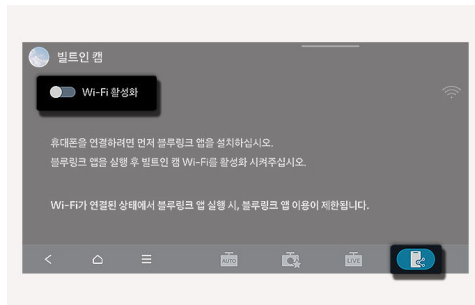 빌트인 캠
Wi-Fi 활성화
휴대폰을 연결하려면 먼저 블루링크 앱을 설치하십시오.
블루링크 앱을 실행 후 빌트인 캠 Wi-Fi를 활성화 시켜주십시오.
Wi-Fi가 연결된 상태에서 블루링크 앱 실행 시, 블루링크 앱 이용이 제한됩니다.
AUTO
LIVE